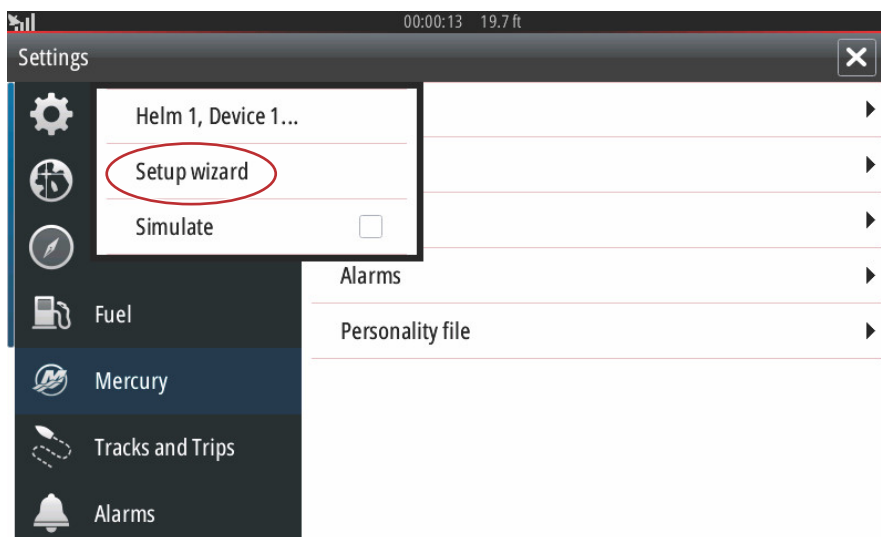 00:00:13 19.7 ft
Settings
Helm 1, Device 1...
Setup wizard
Simulate
Alarms
Fuel
Personality file
Mercury
Tracks and Trips
Alarms